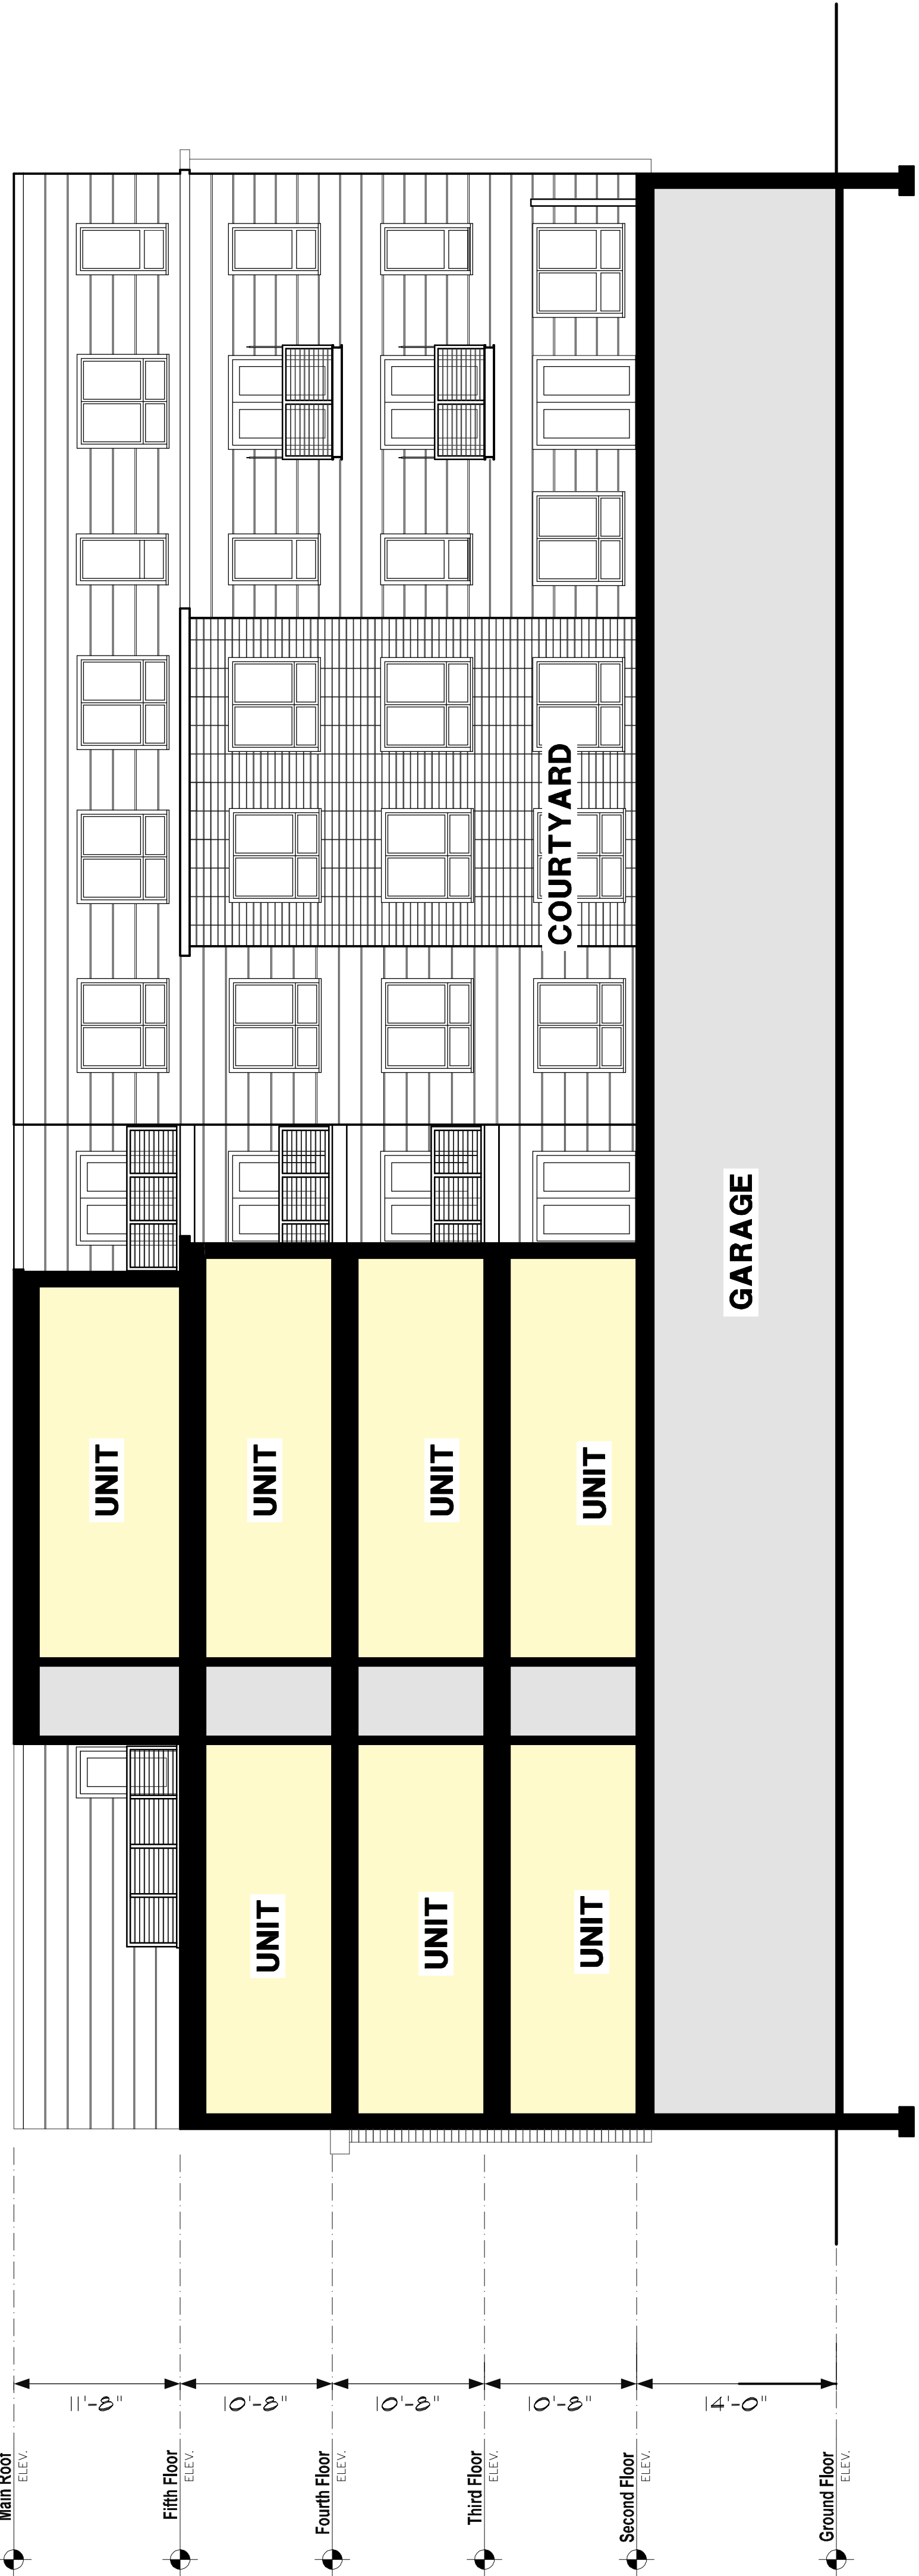 Main Roof
ELEV.
11'-8"
UNIT
Fifth Floor
ELEV.
10'-8"
UNIT
UNIT
Fourth Floor
ELEV.
10'-8"
UNIT
UNIT
Third Floor
ELEV.
10'-8"
UNIT
UNIT
COURTYARD
Second Floor
ELEV.
14'-0"
GARAGE
Ground Floor
ELEV.